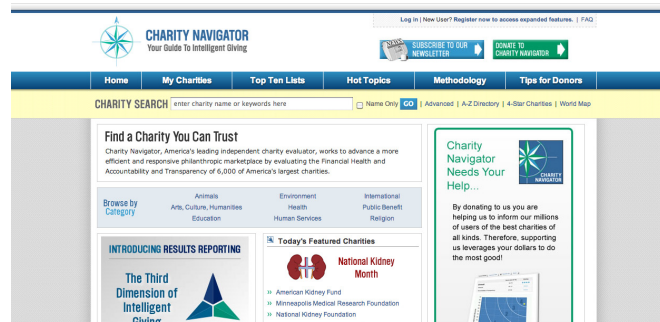 Log in | New User? Register now to access expanded features. | FAQ
CHARITY NAVIGATOR
Your Guide To Intelligent Giving
SUBSCRIBE TO OUR
NEWSLETTER
DONATE TO
CHARITY NAVIGATOR
Home My Charities Top Ten Lists Hot Topics Methodology Tips for Donors
CHARITY SEARCH enter charity name or keywords here Name Only GO | Advanced | A-Z Directory | 4-Star Charities | World Map
Find a Charity You Can Trust
Charity Navigator, America's leading independent charity evaluator, works to advance a more
efficient and responsive philanthropic marketplace by evaluating the Financial Health and
Accountability and Transparency of 6,000 of America's largest charities.
Browse by
Category
Animals Environment International
Arts, Culture, Humanities Health Public Benefit
Education Human Services Religion
INTRODUCING RESULTS REPORTING
The Third
Dimension of
Intelligent
Giving
Today's Featured Charities
National Kidney
Month
» American Kidney Fund
» Minneapolis Medical Research Foundation
» National Kidney Foundation
Charity
Navigator
Needs Your
Help...
CHARITY
NAVIGATOR
By donating to us you are
helping us to inform our millions
of users of the best charities of
all kinds. Therefore, supporting
us leverages your dollars to do
the most good!